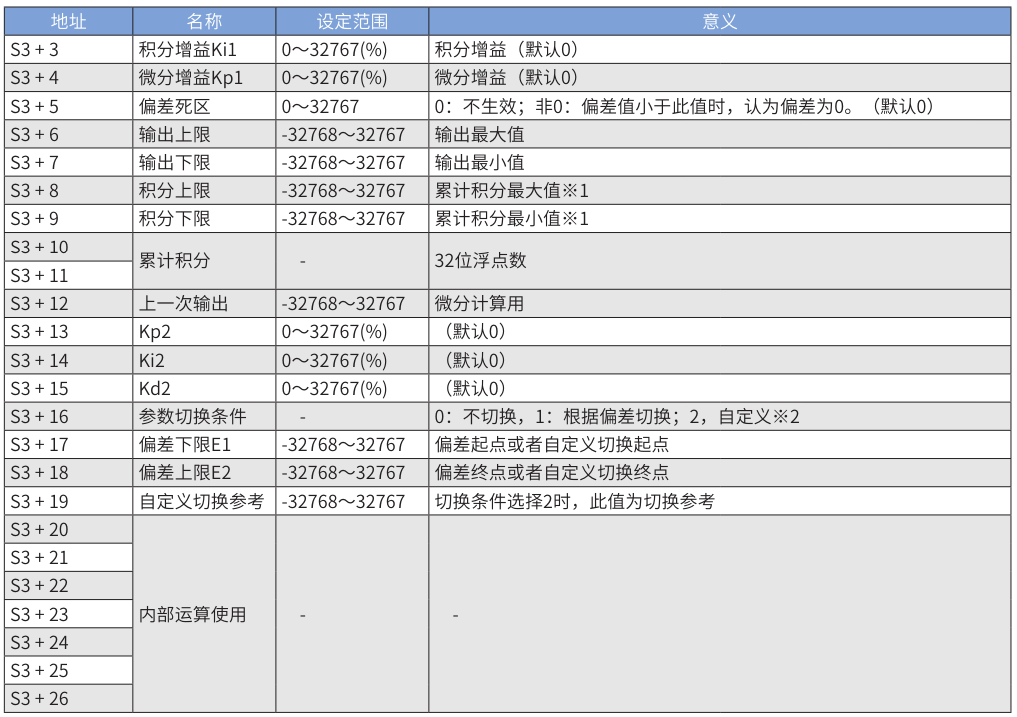 地址 名称 设定范围 意义
S3 + 3 积分增益Ki1 0～32767(%) 积分增益（默认0）
S3 + 4 微分增益Kp1 0～32767(%) 微分增益（默认0）
S3 + 5 偏差死区 0～32767 0：不生效；非0：偏差值小于此值时，认为偏差为0。（默认0）
S3 + 6 输出上限 -32768～32767 输出最大值
S3 + 7 输出下限 -32768～32767 输出最小值
S3 + 8 积分上限 -32768～32767 累计积分最大值※1
S3 + 9 积分下限 -32768～32767 累计积分最小值※1
S3 + 10
累计积分 - 32位浮点数
S3 + 11
S3 + 12 上一次输出 -32768～32767 微分计算用
S3 + 13 Kp2 0～32767(%) （默认0）
S3 + 14 Ki2 0～32767(%) （默认0）
S3 + 15 Kd2 0～32767(%) （默认0）
S3 + 16 参数切换条件 - 0：不切换，1：根据偏差切换；2，自定义※2
S3 + 17 偏差下限E1 -32768～32767 偏差起点或者自定义切换起点
S3 + 18 偏差上限E2 -32768～32767 偏差终点或者自定义切换终点
S3 + 19 自定义切换参考 -32768～32767 切换条件选择2时，此值为切换参考
S3 + 20
S3 + 21
S3 + 22
S3 + 23 内部运算使用 - -
S3 + 24
S3 + 25
S3 + 26